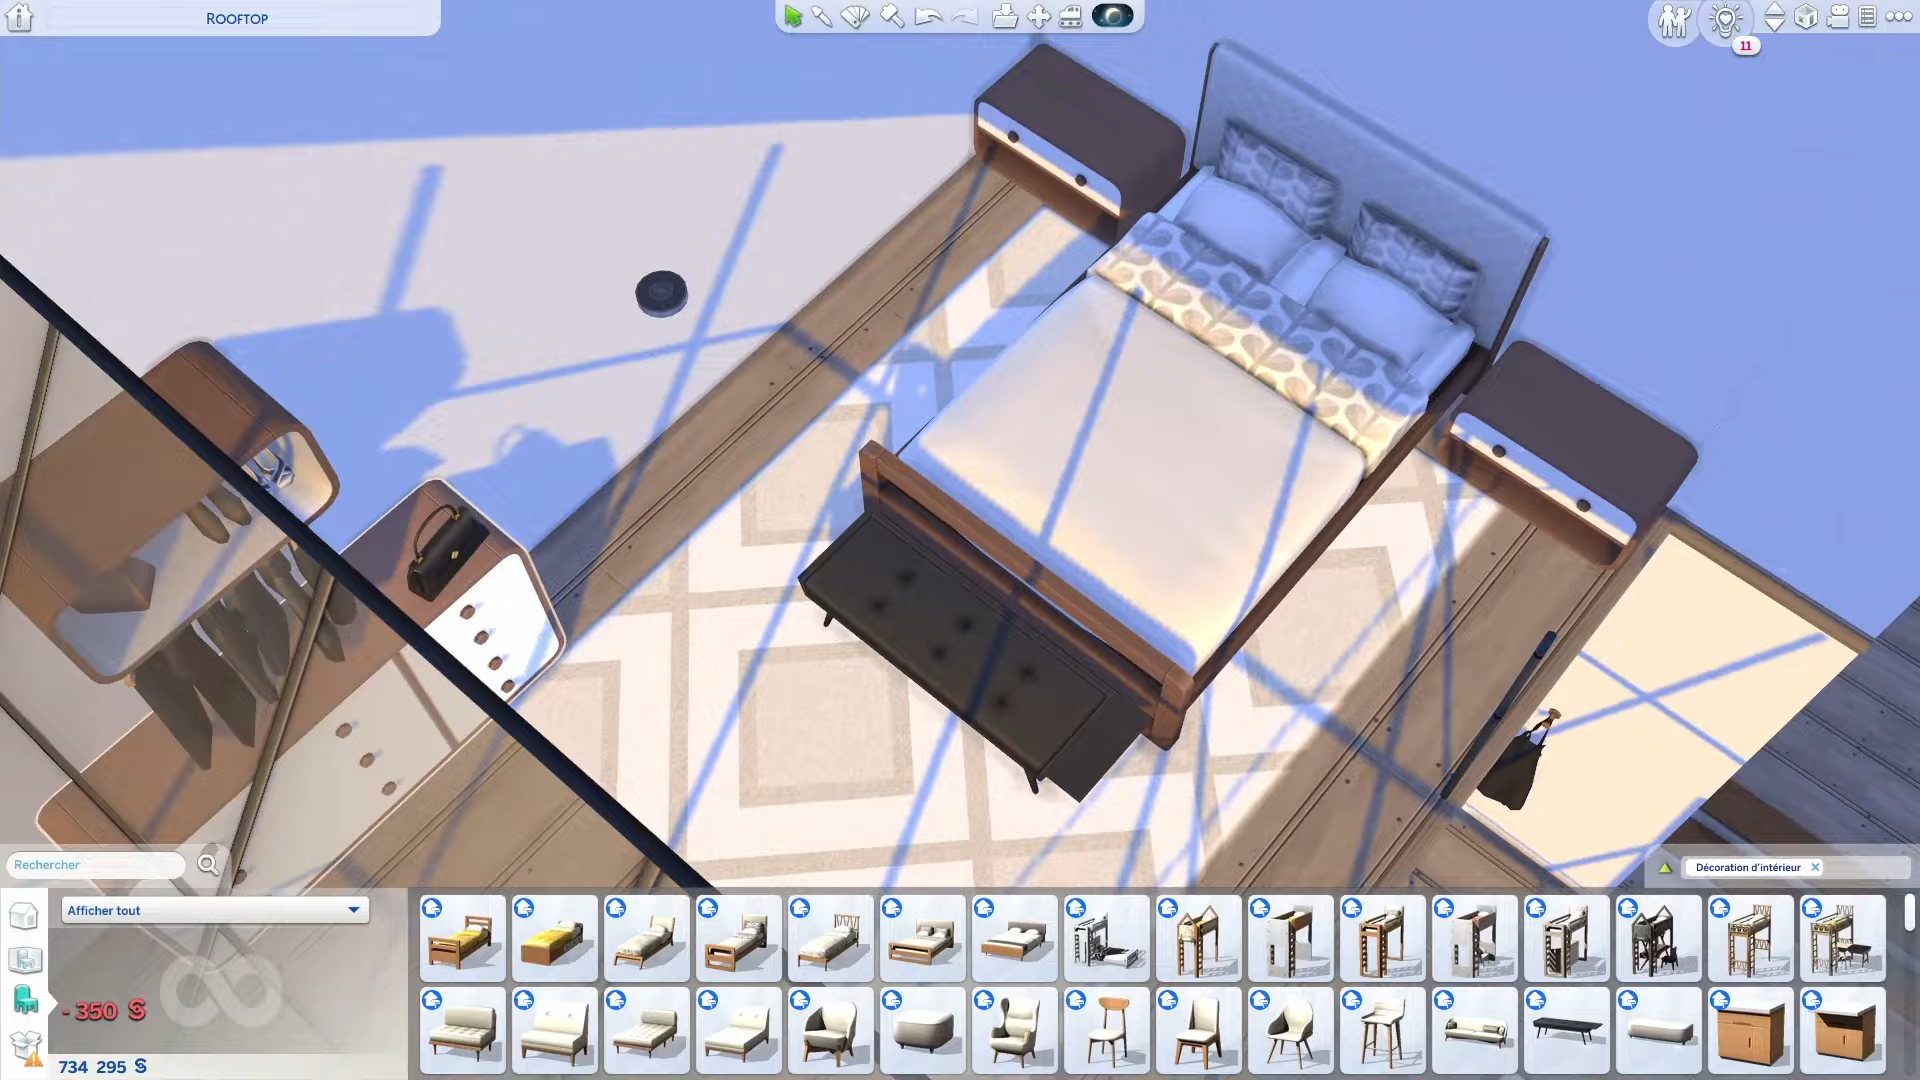 Rooftop
11
Rechercher
Décoration d'intérieur
Afficher tout
- 350 §
734 295 §